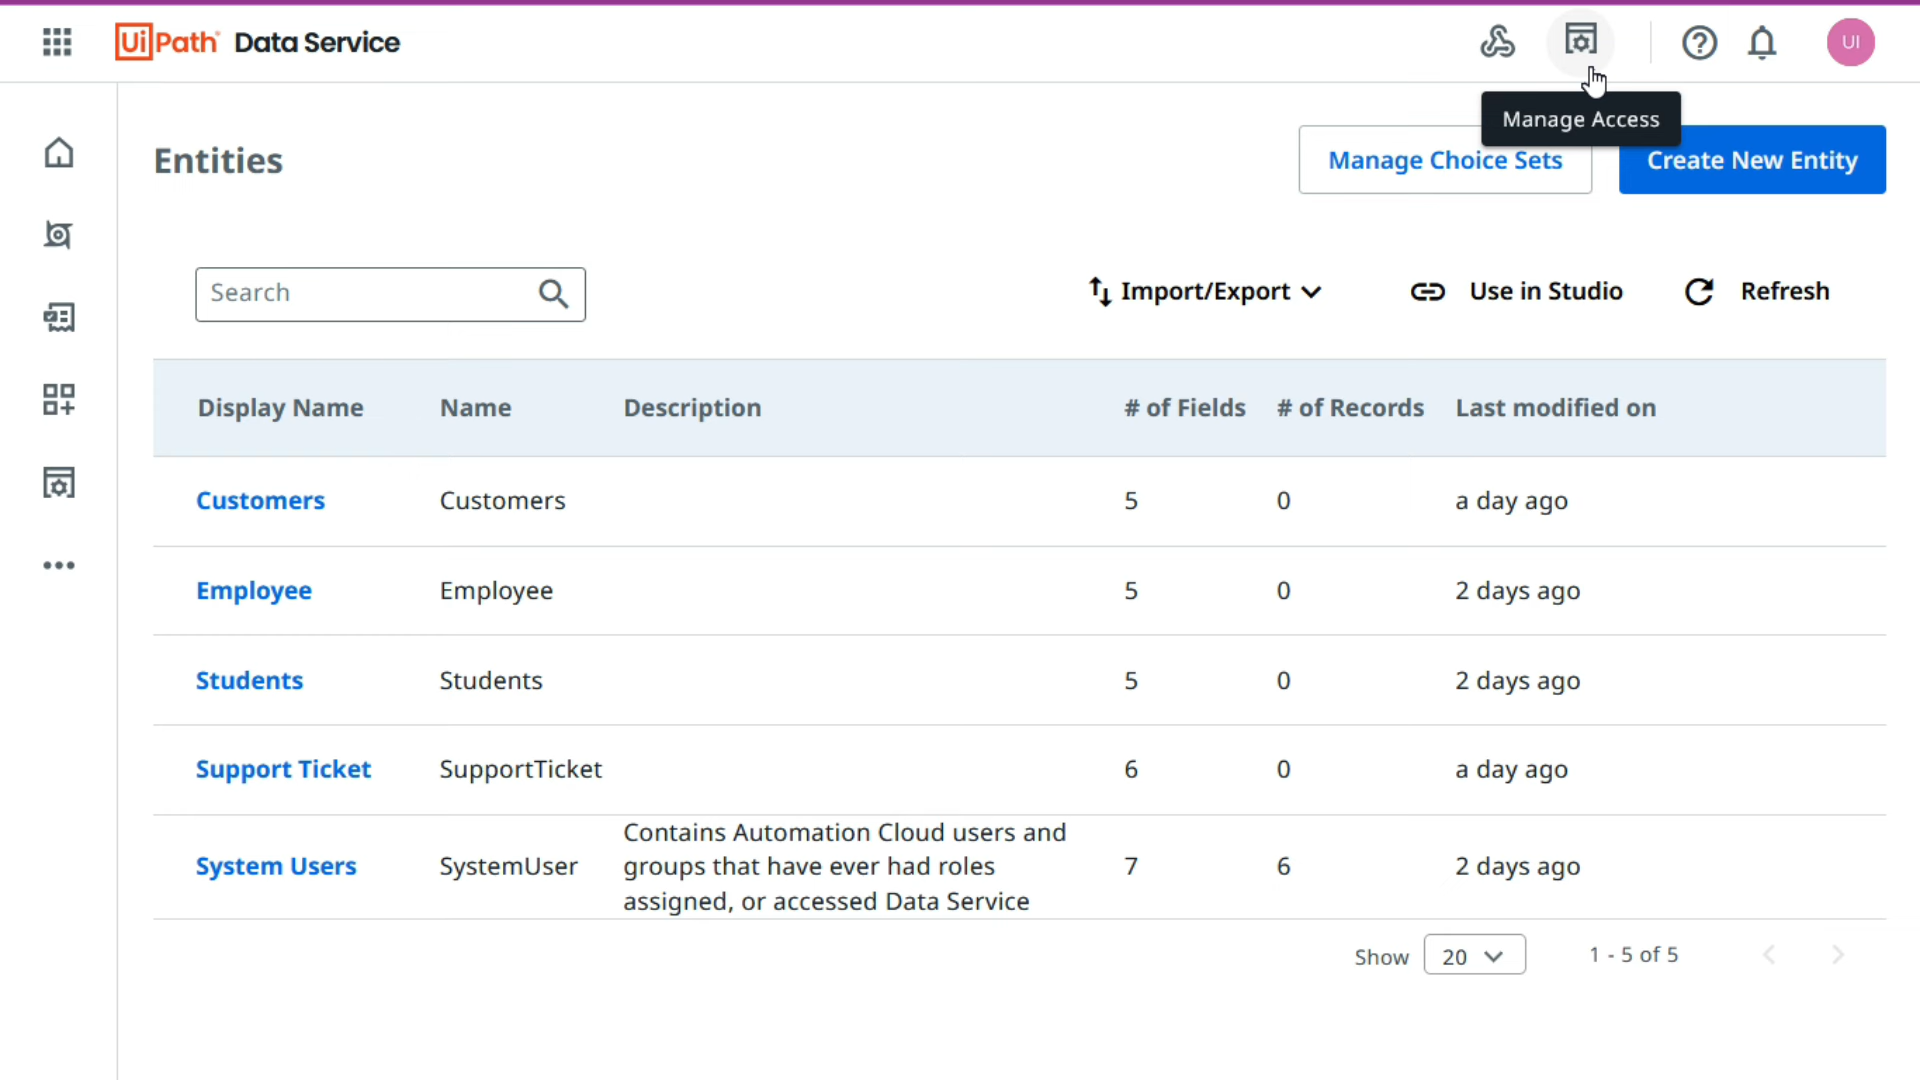 UiPath Data Service
UI
Manage Access
Entities
Manage Choice Sets
Create New Entity
Search
Import/Export
Use in Studio
Refresh
Display Name Name Description # of Fields # of Records Last modified on
Customers Customers 5 0 a day ago
Employee Employee 5 0 2 days ago
Students Students 5 0 2 days ago
Support Ticket SupportTicket 6 0 a day ago
Contains Automation Cloud users and
System Users SystemUser groups that have ever had roles 7 6 2 days ago
assigned, or accessed Data Service
Show 20 1 - 5 of 5